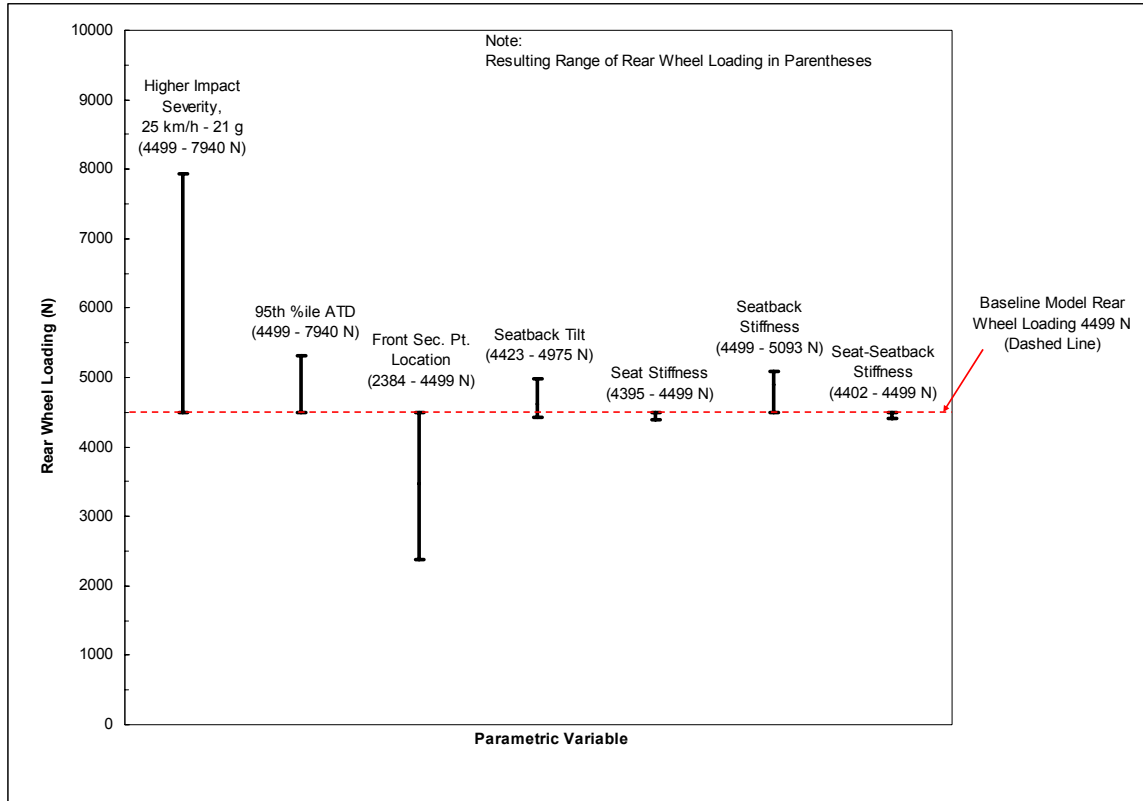 Note:
Resulting Range of Rear Wheel Loading in Parentheses
Higher Impact
Severity,
25 km/h - 21 g
(4499 - 7940 N)
95th %ile ATD
(4499 - 7940 N)
Front Sec. Pt.
Location
(2384 - 4499 N)
Seatback Tilt
(4423 - 4975 N)
Seat Stiffness
(4395 - 4499 N)
Seatback
Stiffness
(4499 - 5093 N)
Seat-Seatback
Stiffness
(4402 - 4499 N)
Baseline Model Rear
Wheel Loading 4499 N
(Dashed Line)
Rear Wheel Loading (N)
10000
9000
8000
7000
6000
5000
4000
3000
2000
1000
0
Parametric Variable